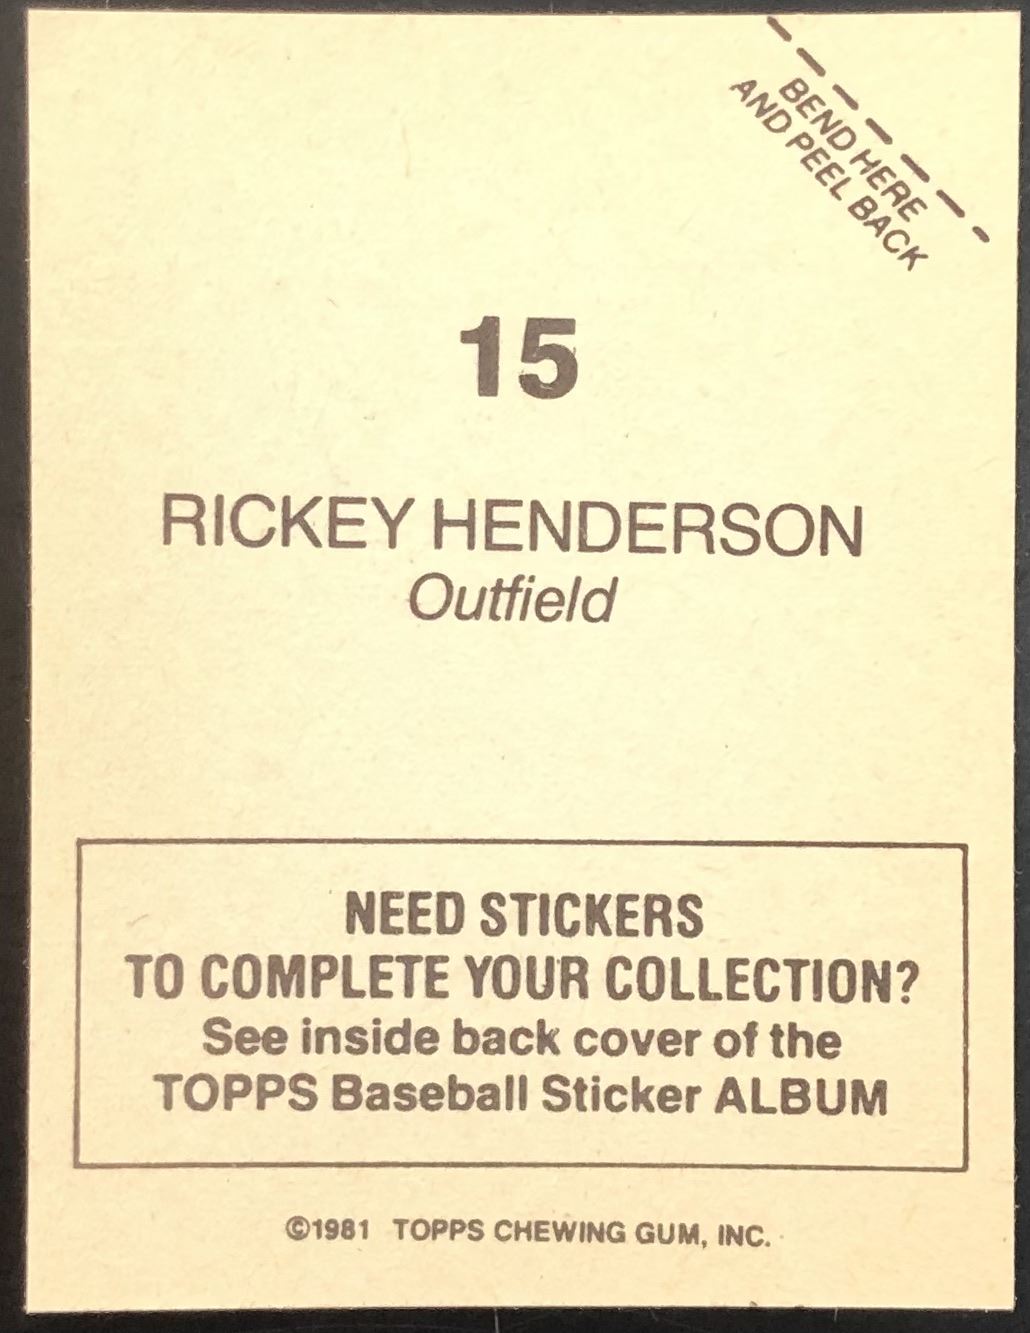 BEND HERE
AND PEEL BACK
15
RICKEY HENDERSON
Outfield
NEED STICKERS
TO COMPLETE YOUR COLLECTION?
See inside back cover of the
TOPPS Baseball Sticker ALBUM
©1981 TOPPS CHEWING GUM, INC.